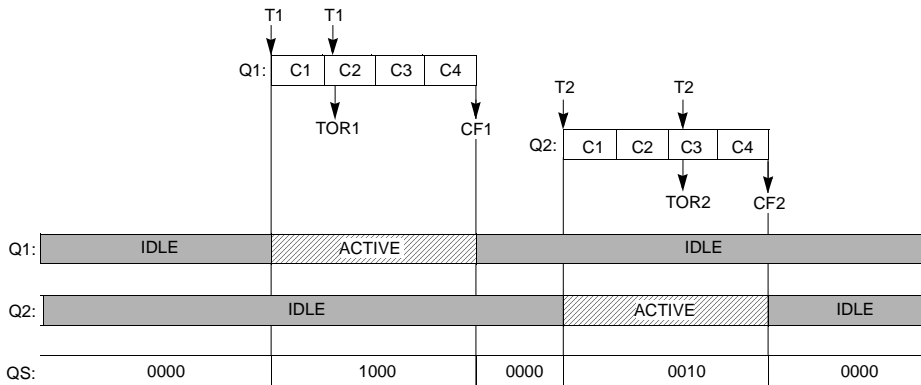 T1 T1
Q1: C1 C2 C3 C4
T2 T2
TOR1 CF1
Q2: C1 C2 C3 C4
TOR2 CF2
Q1: IDLE ACTIVE IDLE
Q2: IDLE ACTIVE IDLE
QS: 0000 1000 0000 0010 0000